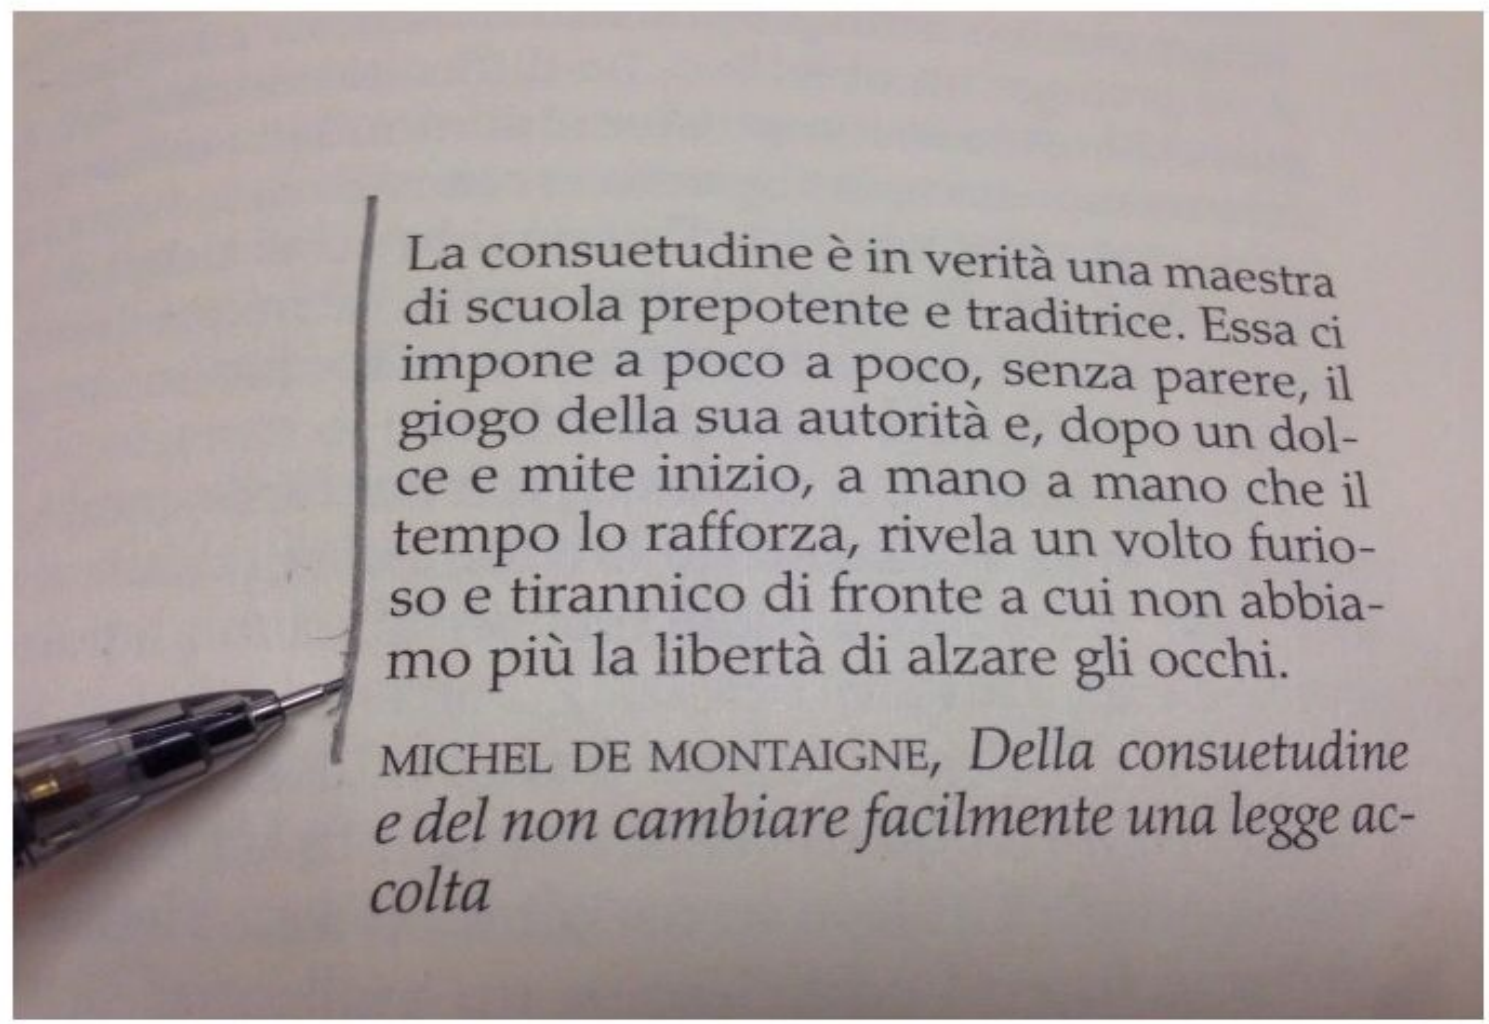 La consuetudine è in verità una maestra
di scuola prepotente e traditrice. Essa ci
impone a poco a poco, senza parere, il
giogo della sua autorità e, dopo un dol-
ce e mite inizio, a mano a mano che il
tempo lo rafforza, rivela un volto furio-
so e tirannico di fronte a cui non abbia-
mo più la libertà di alzare gli occhi.
MICHEL DE MONTAIGNE, Della consuetudine
e del non cambiare facilmente una legge ac-
colta